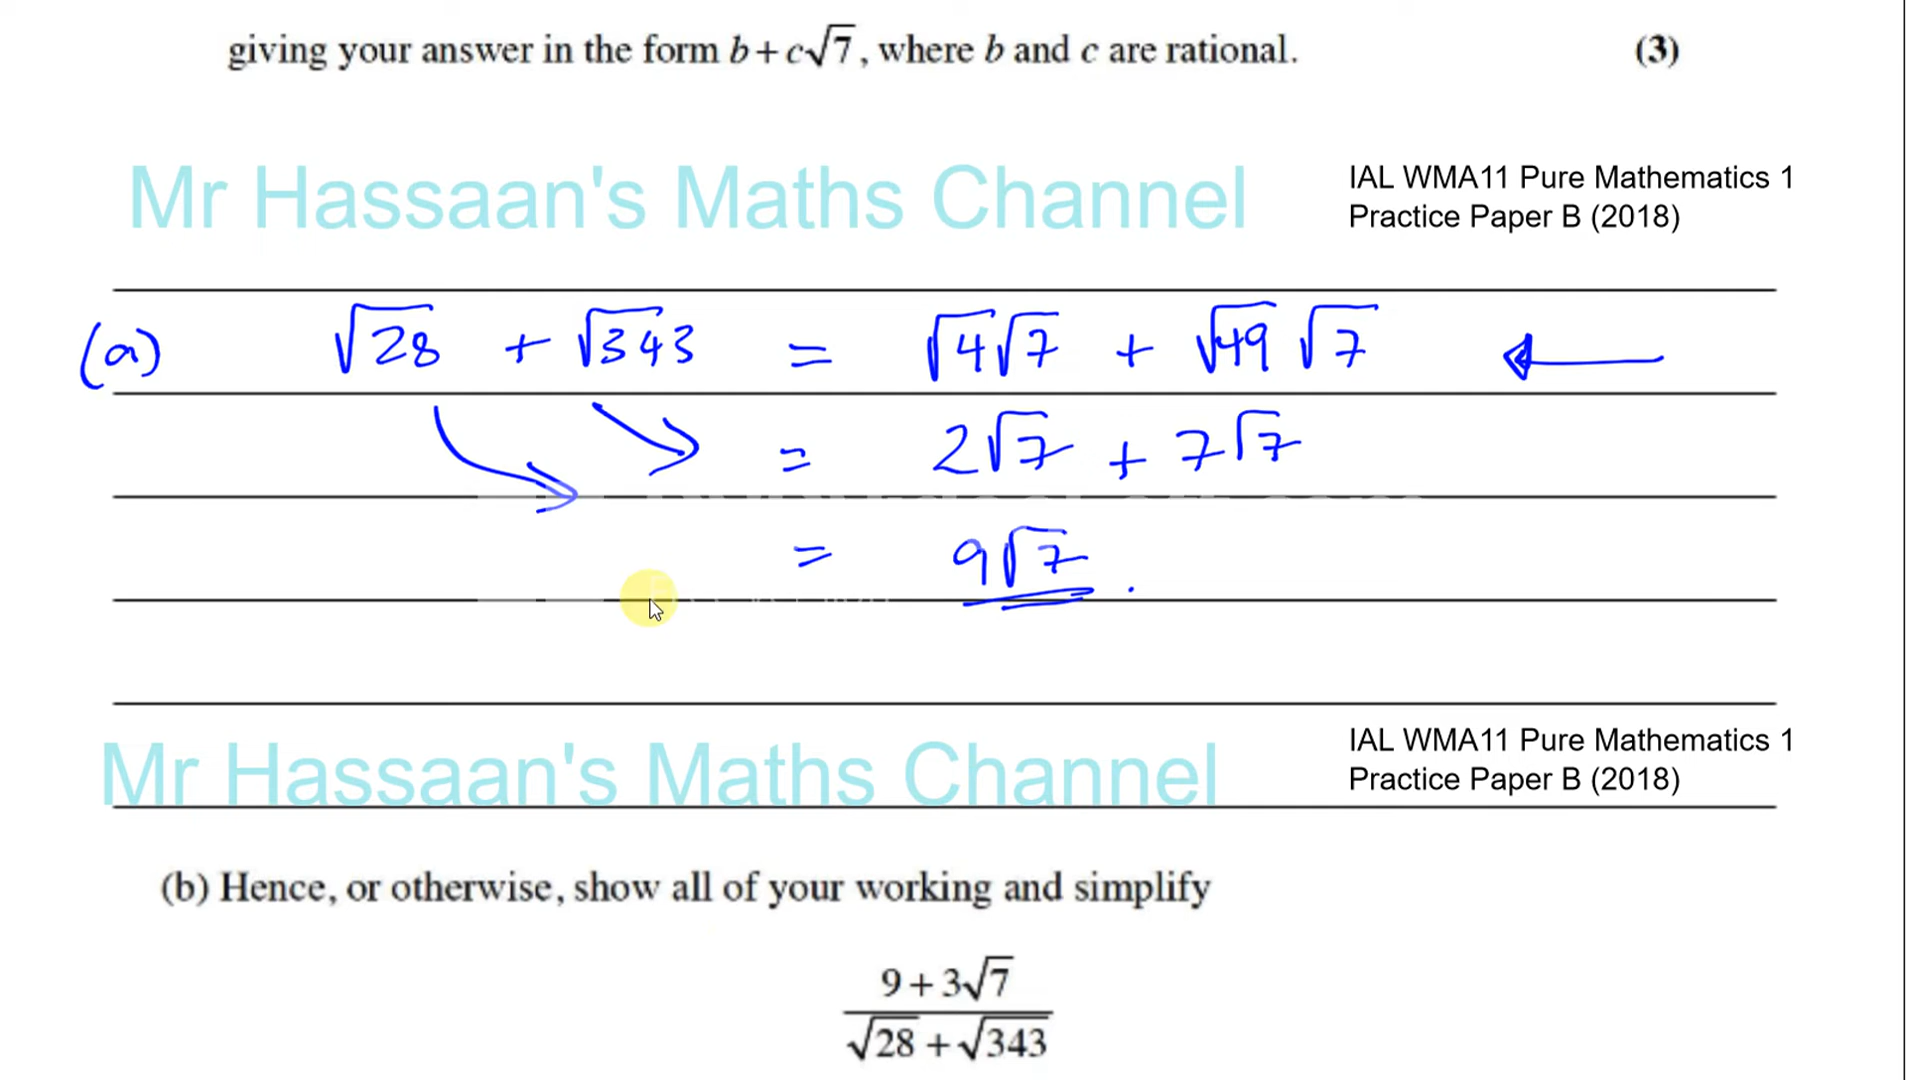 giving your answer in the form b + c√7, where b and c are rational. (3)
Mr Hassaan's Maths Channel
IAL WMA11 Pure Mathematics 1
Practice Paper B (2018)
(a) √28 + √343 = √4√7 + √49 √7
= 2√7 + 7√7
= 9√7 .
Mr Hassaan's Maths Channel
IAL WMA11 Pure Mathematics 1
Practice Paper B (2018)
(b) Hence, or otherwise, show all of your working and simplify
9 + 3√7
√28 + √343